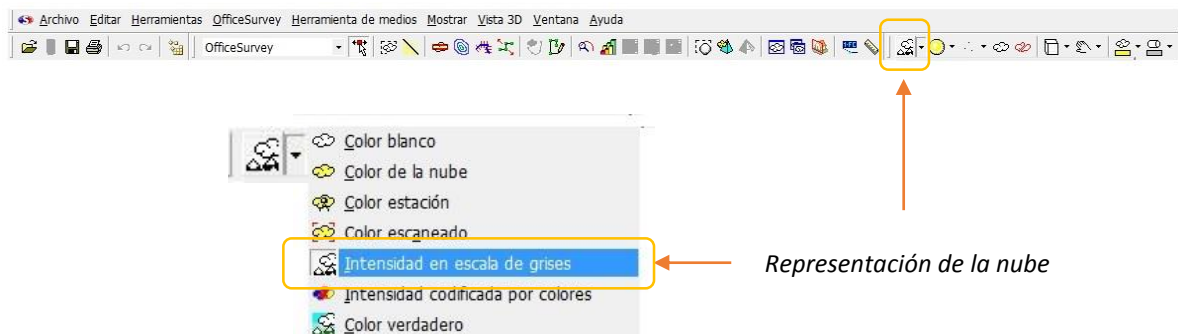 Archivo Editar Herramientas OfficeSurvey Herramienta de medios Mostrar Vista 3D Ventana Ayuda
OfficeSurvey
Color blanco
Color de la nube
Color estación
Color escaneado
Intensidad en escala de grises
Representación de la nube
Intensidad codificada por colores
Color verdadero